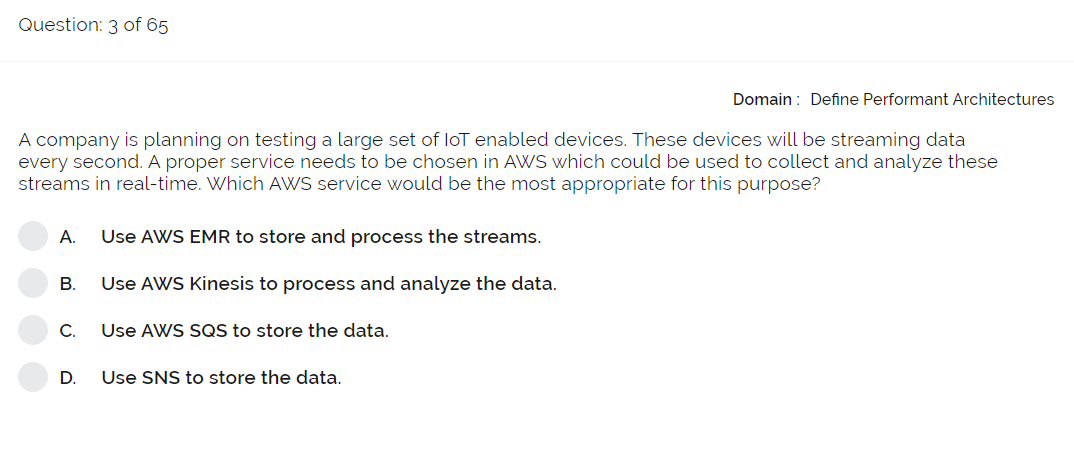 Question: 3 of 65
Domain : Define Performant Architectures
A company is planning on testing a large set of IoT enabled devices. These devices will be streaming data
every second. A proper service needs to be chosen in AWS which could be used to collect and analyze these
streams in real-time. Which AWS service would be the most appropriate for this purpose?
A. Use AWS EMR to store and process the streams.
B. Use AWS Kinesis to process and analyze the data.
C. Use AWS SQS to store the data.
D. Use SNS to store the data.